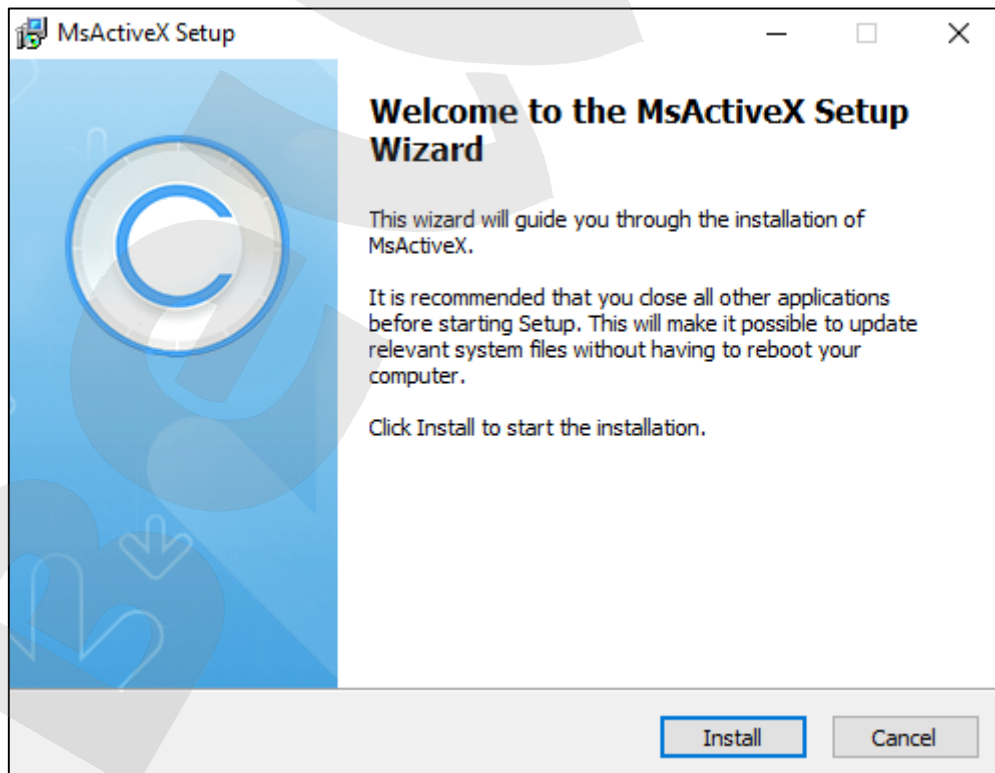 MsActiveX Setup
Welcome to the MsActiveX Setup
Wizard
This wizard will guide you through the installation of
MsActiveX.
It is recommended that you close all other applications
before starting Setup. This will make it possible to update
relevant system files without having to reboot your
computer.
Click Install to start the installation.
Install
Cancel